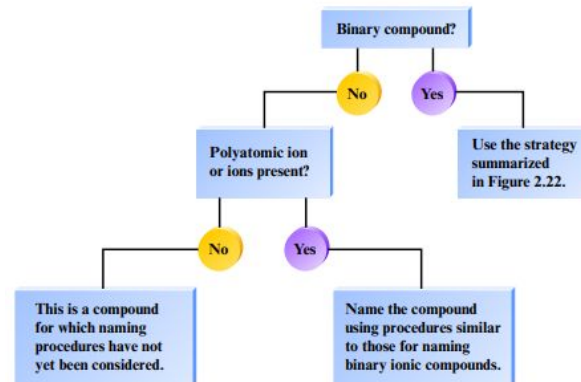 Binary compound?
No
Yes
Polyatomic ion
or ions present?
Use the strategy
summarized
in Figure 2.22.
No
Yes
This is a compound
for which naming
procedures have not
yet been considered.
Name the compound
using procedures similar
to those for naming
binary ionic compounds.